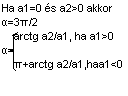 Ha a1=0 és a2>0 akkor
α=3π/2
arctg a2/a1, ha a1>0
α=
π+arctg a2/a1,haa1<0